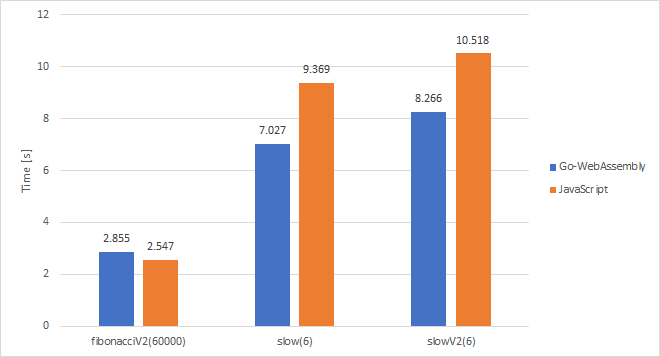 12
10
8
6
4
2
0
Time [s]
2.855
2.547
7.027
9.369
8.266
10.518
fibonacciV2(60000)
slow(6)
slowV2(6)
Go-WebAssembly
JavaScript